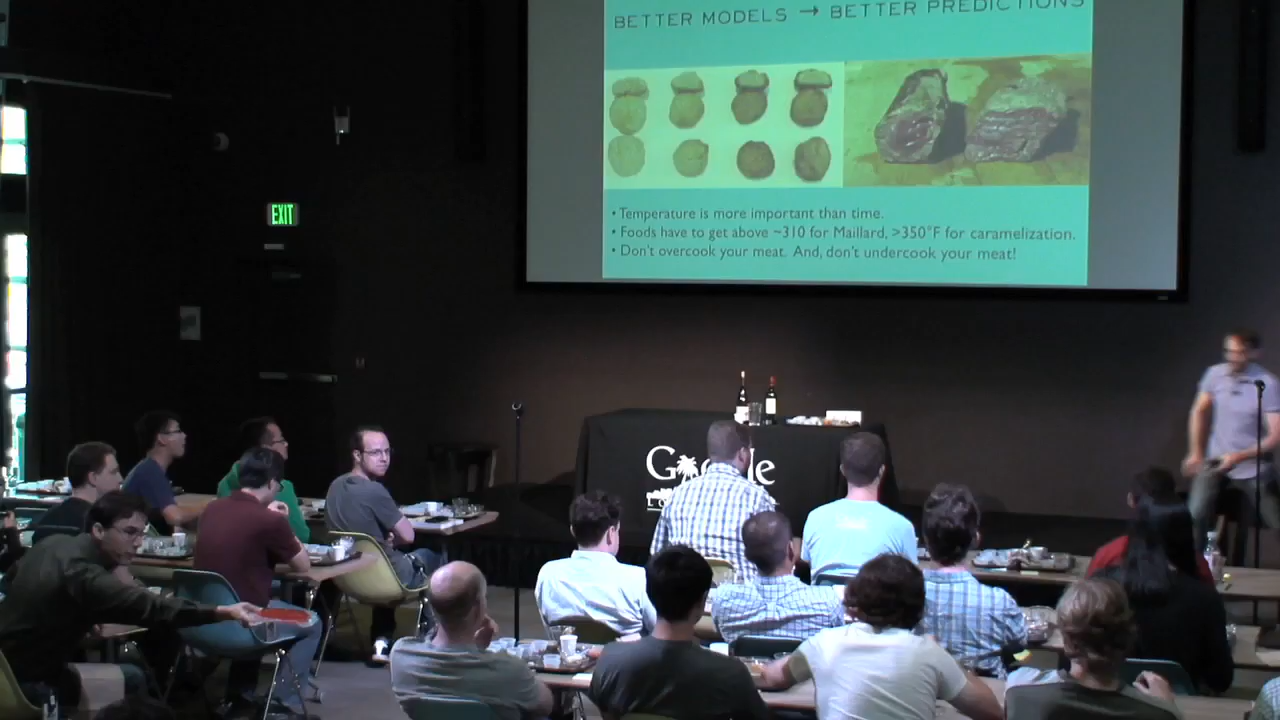 BETTER MODELS → BETTER PREDICTIONS
• Temperature is more important than time.
• Foods have to get above ~310 for Maillard, >350°F for caramelization.
• Don't overcook your meat. And, don't undercook your meat!
EXIT
Google